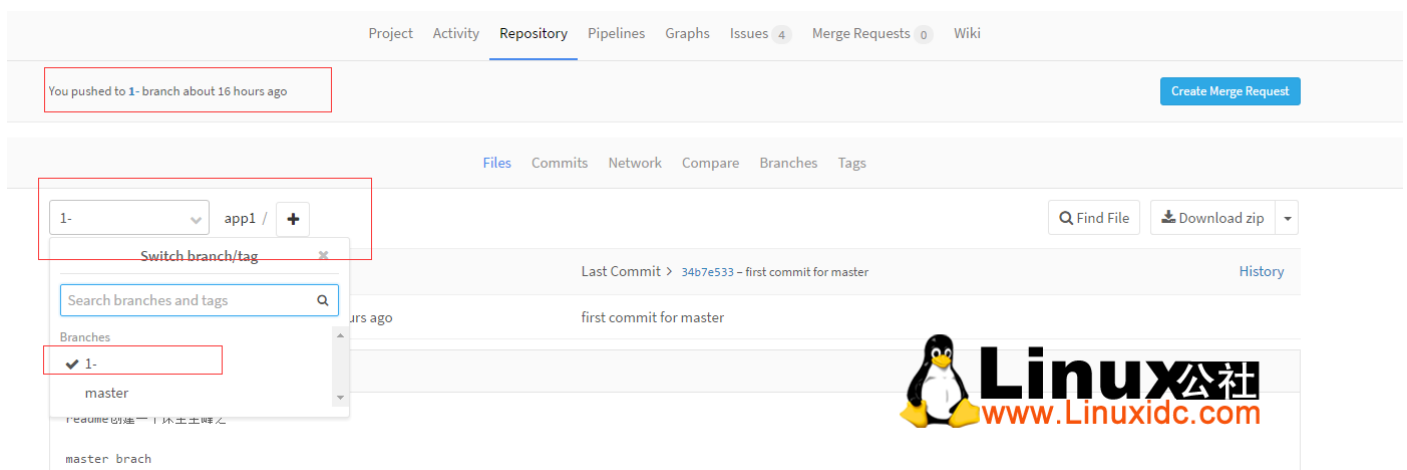 Project Activity Repository Pipelines Graphs Issues 4 Merge Requests 0 Wiki
You pushed to 1- branch about 16 hours ago
Create Merge Request
Files Commits Network Compare Branches Tags
1- app1 / +
Find File Download zip
Switch branch/tag
Last Commit > 34b7e533 – first commit for master
History
Search branches and tags
urs ago first commit for master
Branches
1-
master
master brach
Linux公社
www.Linuxidc.com